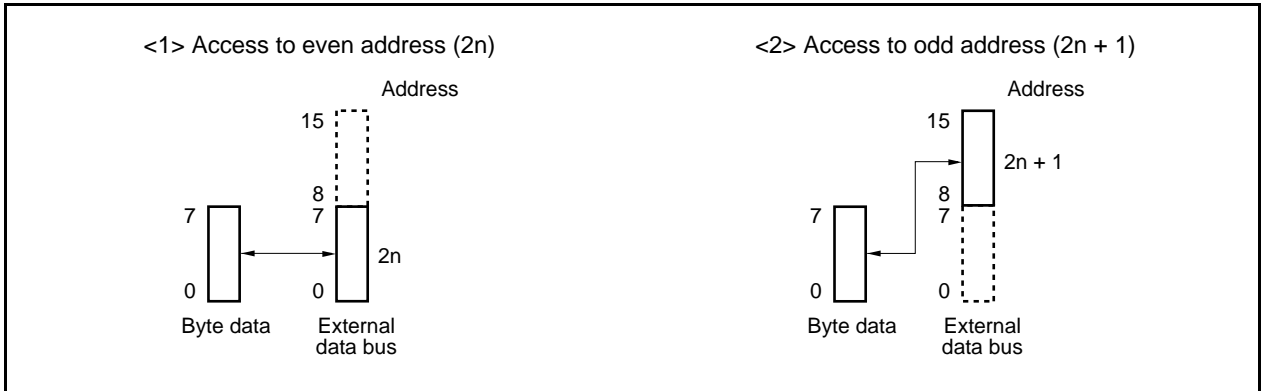 <1> Access to even address (2n)
Address
15
8
7
7
2n
0
0
Byte data
External
data bus
<2> Access to odd address (2n + 1)
Address
15
2n + 1
8
7
7
0
0
Byte data
External
data bus